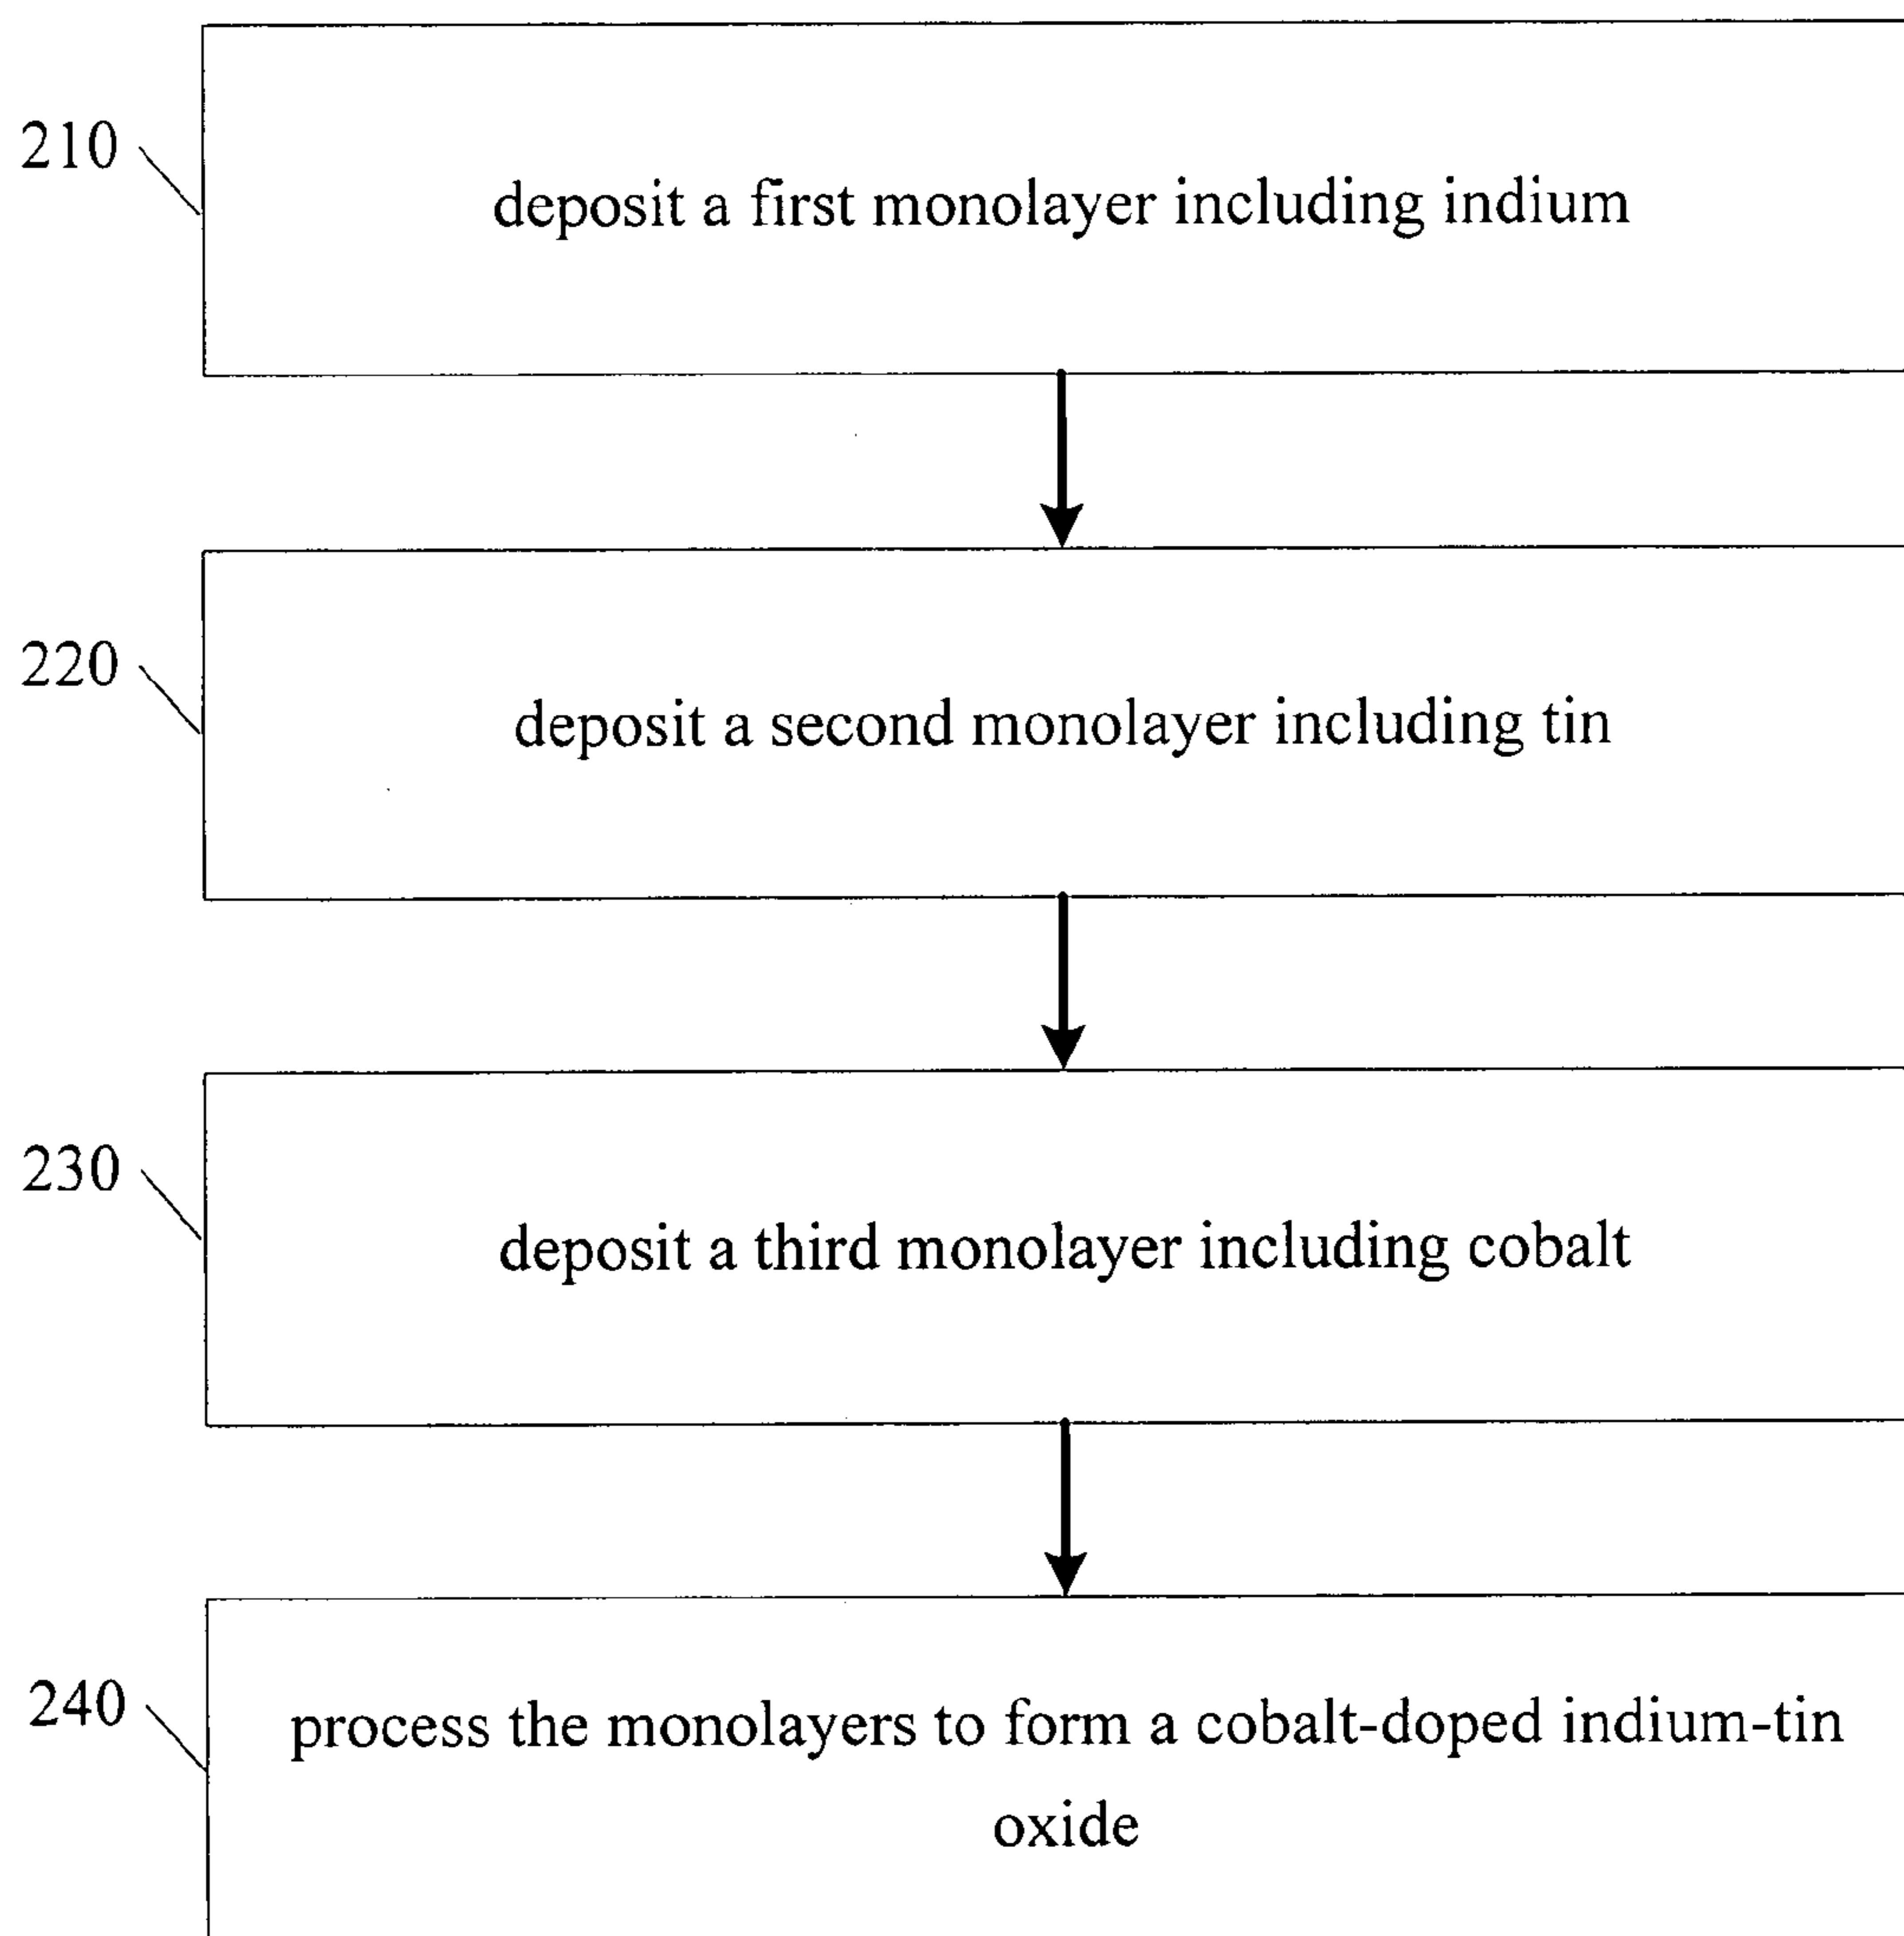 210
deposit a first monolayer including indium
220
deposit a second monolayer including tin
230
deposit a third monolayer including cobalt
240
process the monolayers to form a cobalt-doped indium-tin
oxide